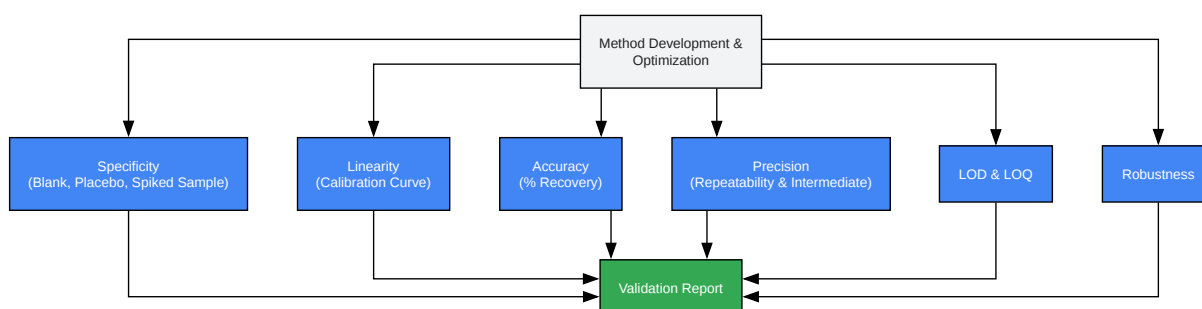 Method Development &
Optimization
Specificity
(Blank, Placebo, Spiked Sample)
Linearity
(Calibration Curve)
Accuracy
(% Recovery)
Precision
(Repeatability & Intermediate)
LOD & LOQ
Robustness
Validation Report